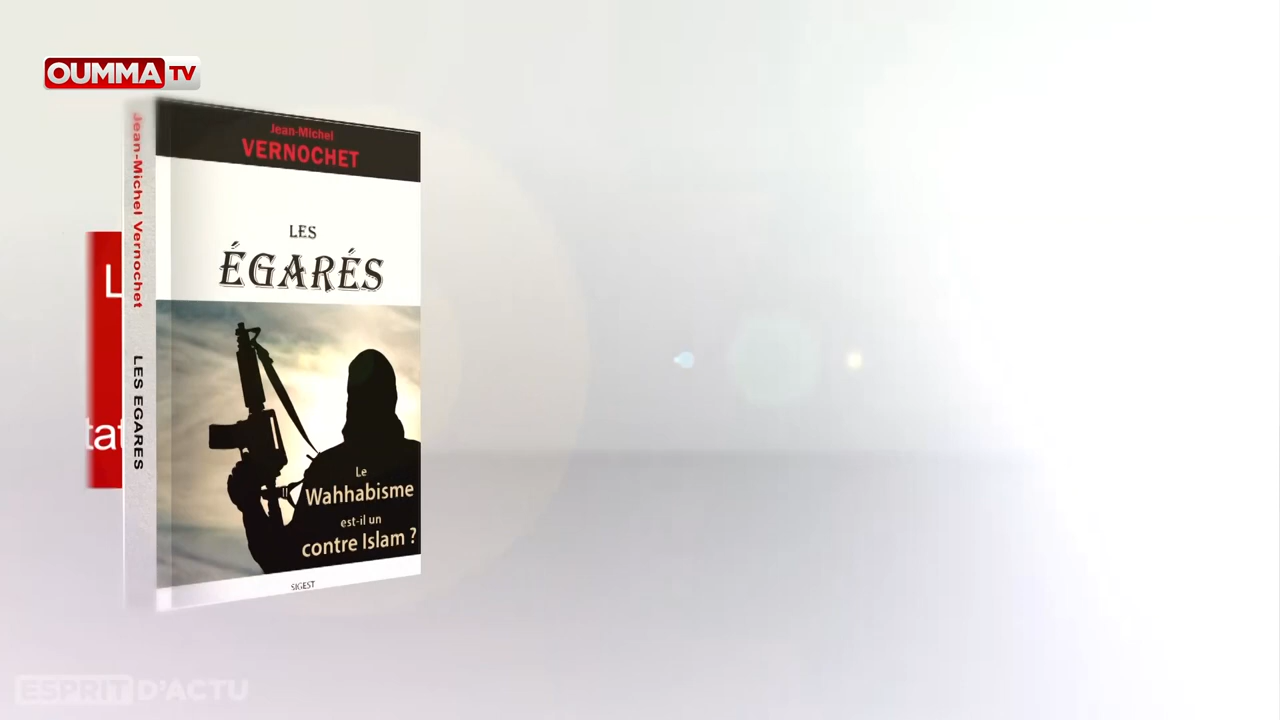 OUMMA TV
Jean-Michel
VERNOCHET
LES
ÉGARÉS
Le
Wahhabisme
est-il un
contre Islam ?
SIGEST
Jean-Michel Vernochet LES EGARES
L
tat
ESPRIT D'ACTU